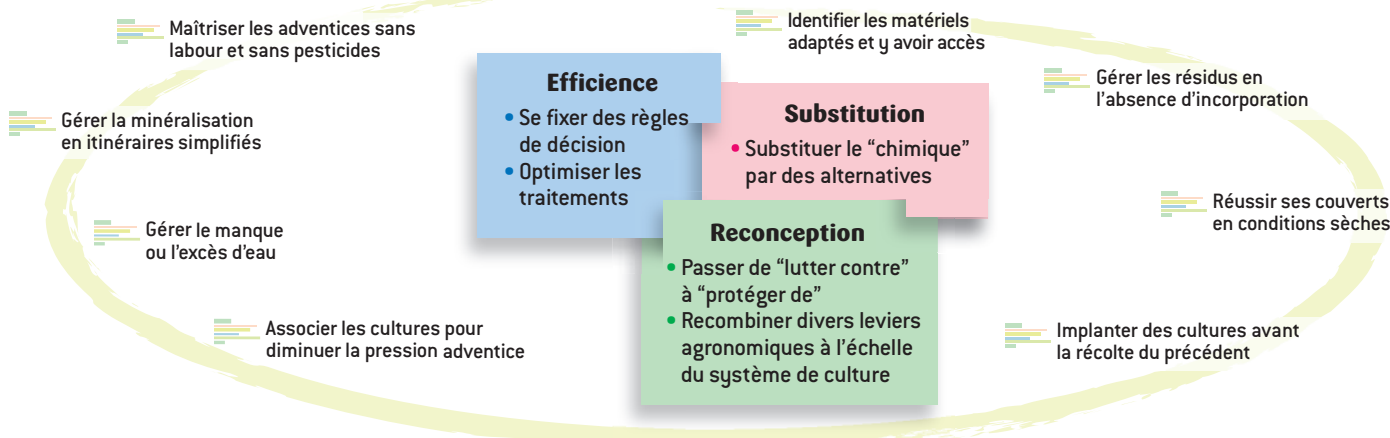 Maîtriser les adventices sans
labour et sans pesticides
Identifier les matériels
adaptés et y avoir accès
Gérer les résidus en
l'absence d'incorporation
Gérer la minéralisation
en itinéraires simplifiés
Efficience
• Se fixer des règles
de décision
• Optimiser les
traitements
Substitution
• Substituer le “chimique”
par des alternatives
Réussir ses couverts
en conditions sèches
Gérer le manque
ou l'excès d'eau
Reconception
• Passer de “lutter contre”
à “protéger de”
• Recombiner divers leviers
agronomiques à l'échelle
du système de culture
Associer les cultures pour
diminuer la pression adventice
Implanter des cultures avant
la récolte du précédent